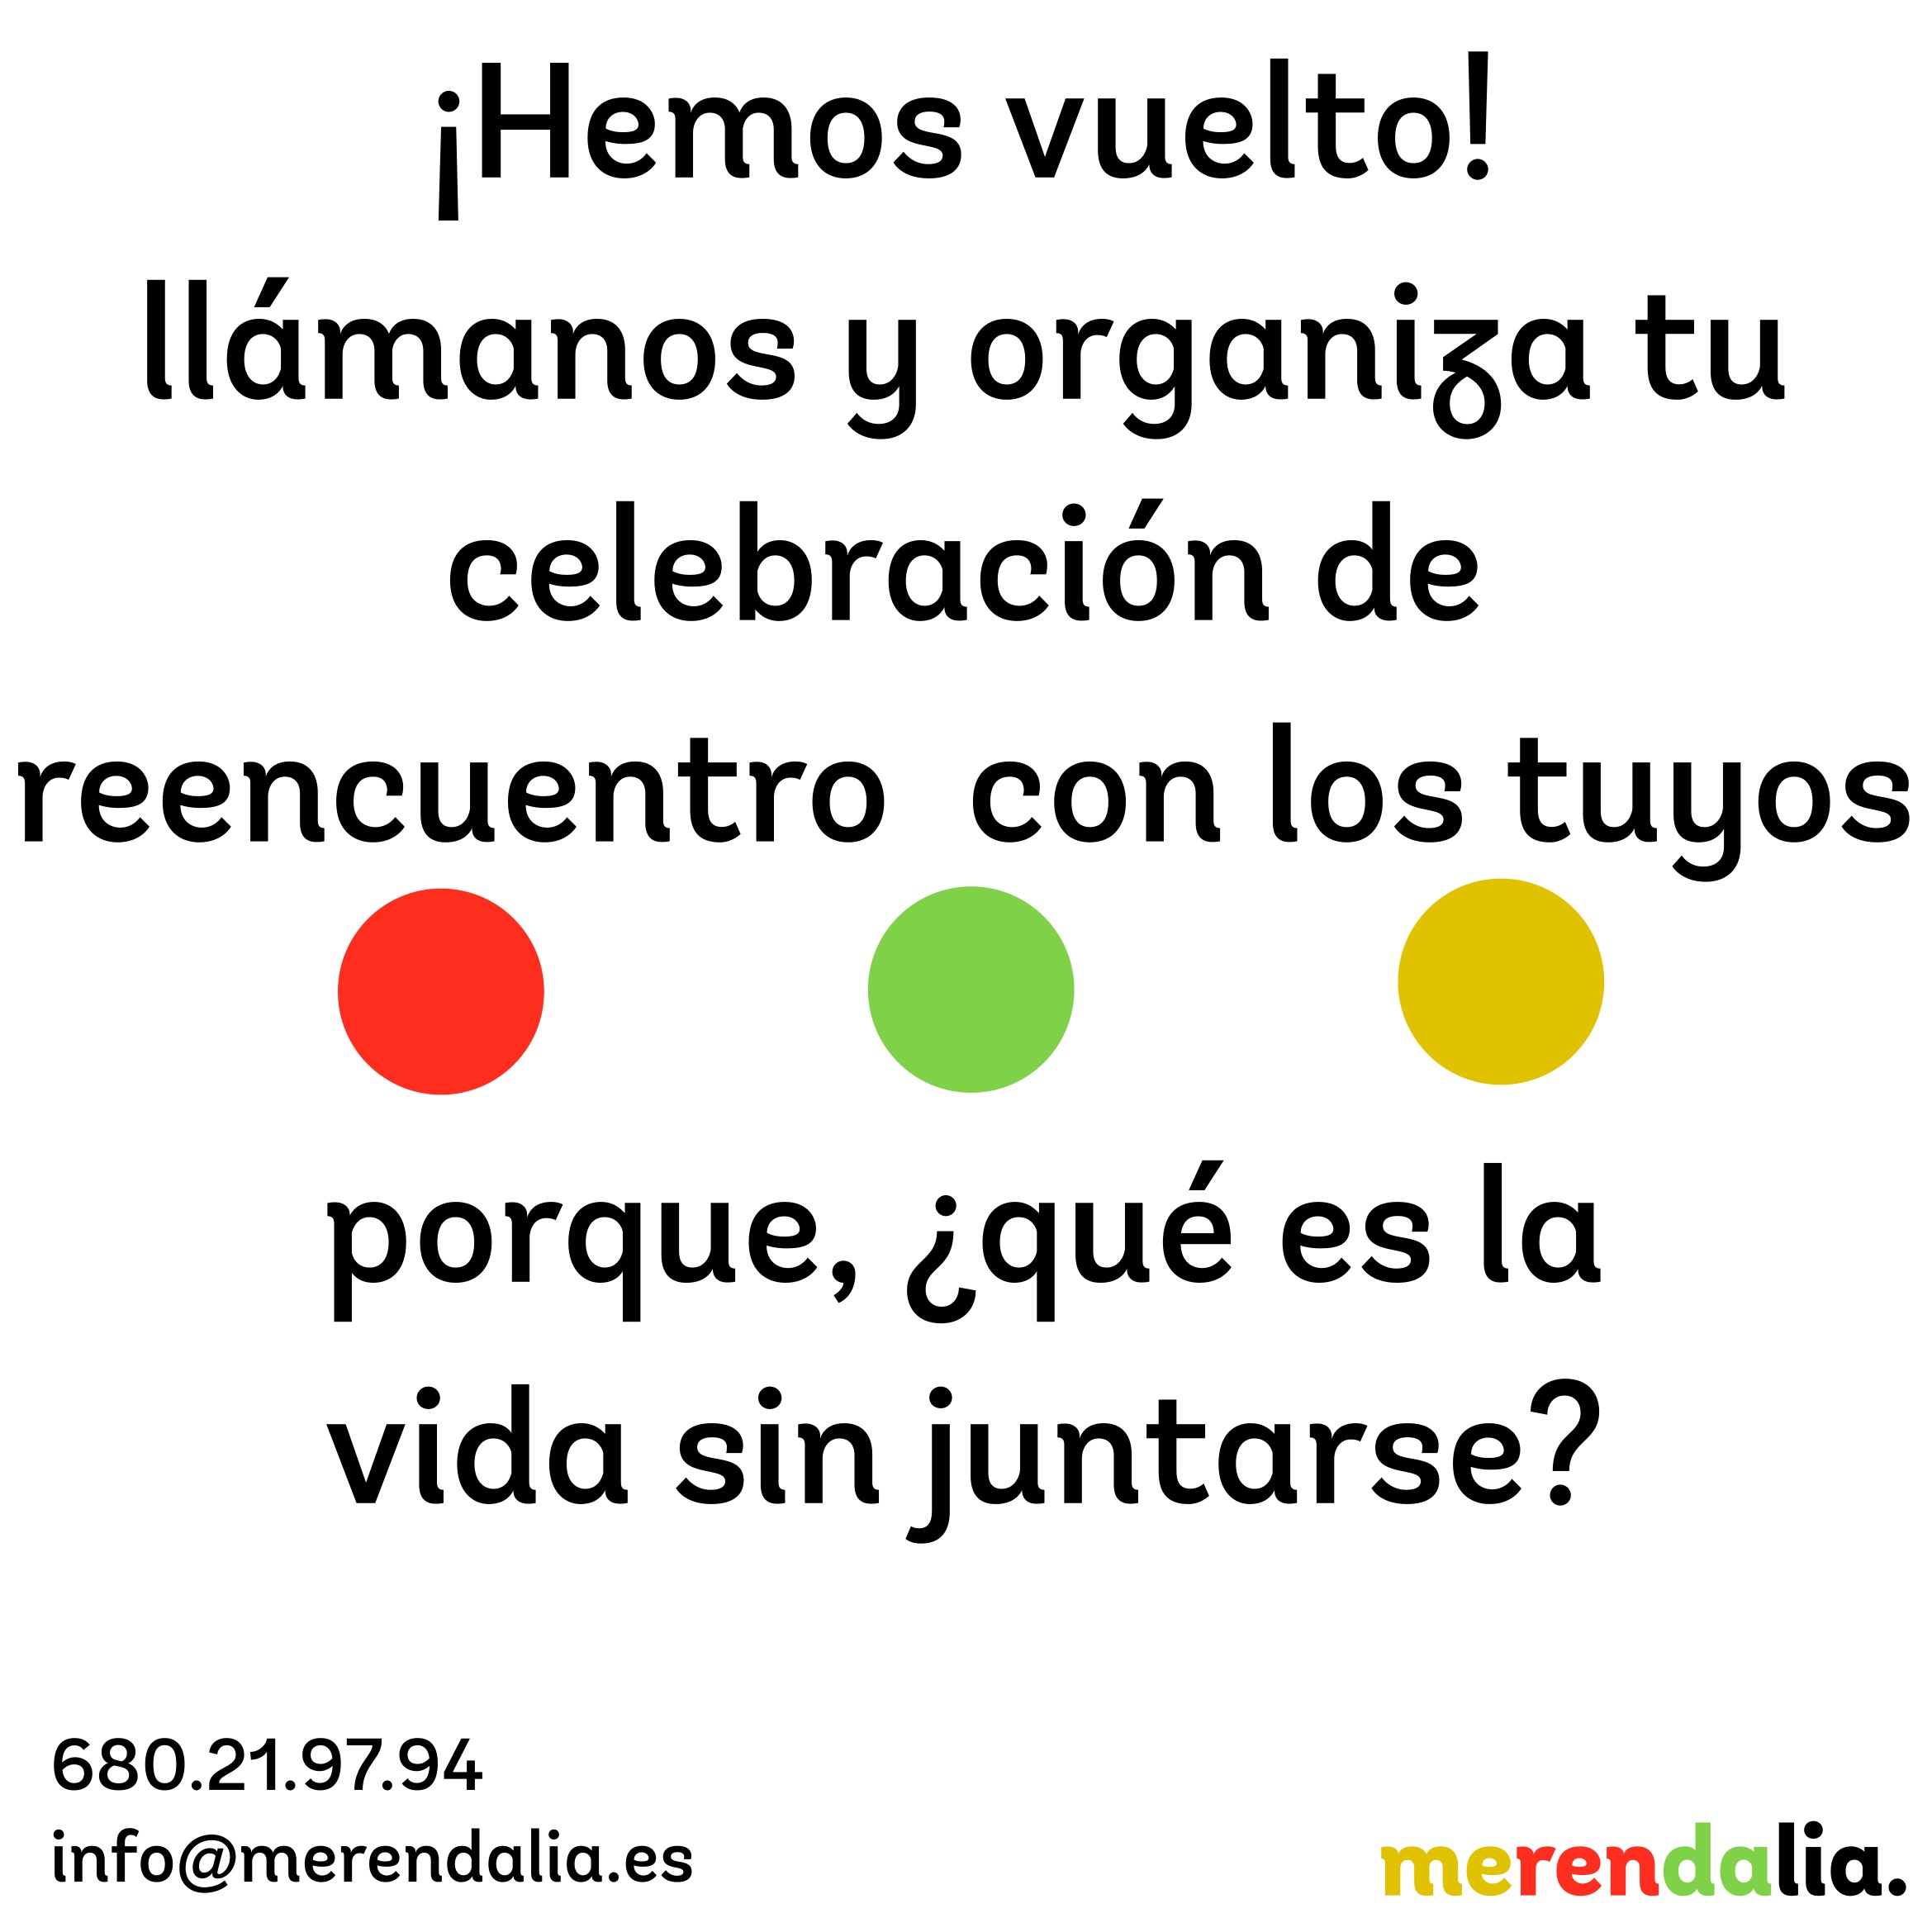 ¡Hemos vuelto!
llámanos y organiza tu
celebración de
reencuentro con los tuyos
porque, ¿qué es la
vida sin juntarse?
680.21.97.94
info@merendalia.es
merendalia.